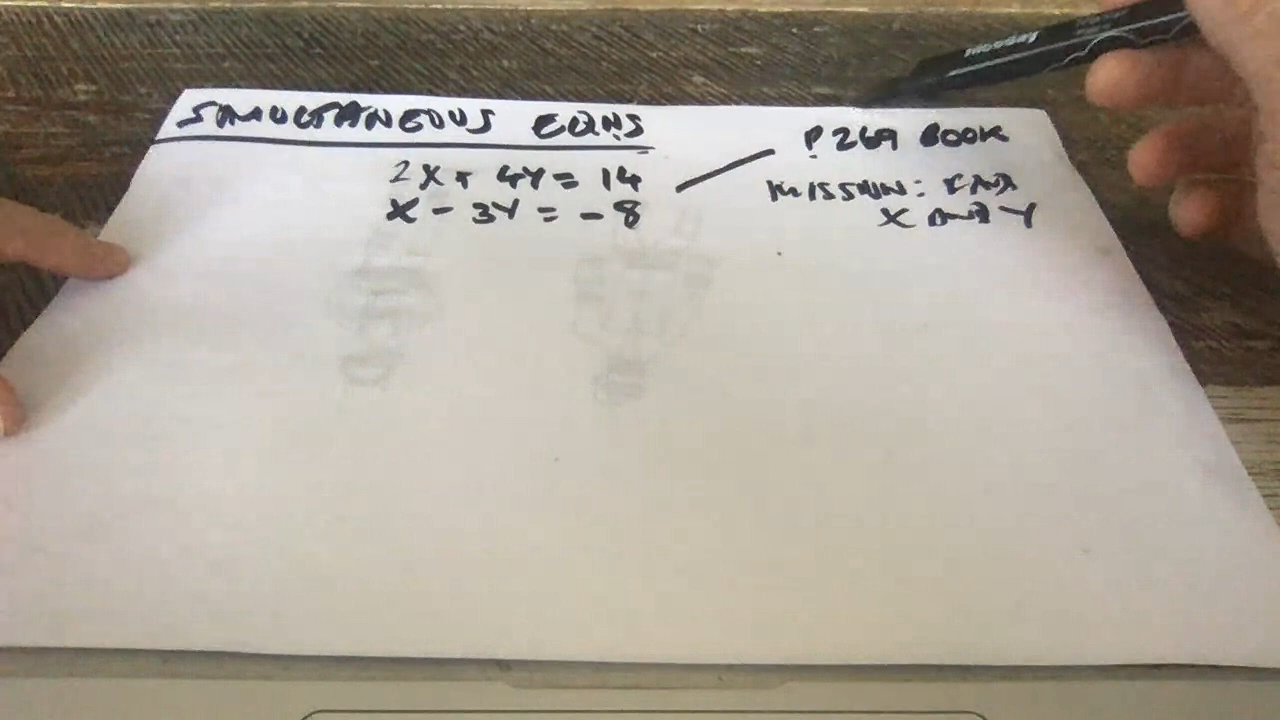 SIMULTANEOUS EQNS
2X + 4Y = 14
X - 3Y = -8
P269 BOOK
MISSION: FIND
X AND Y